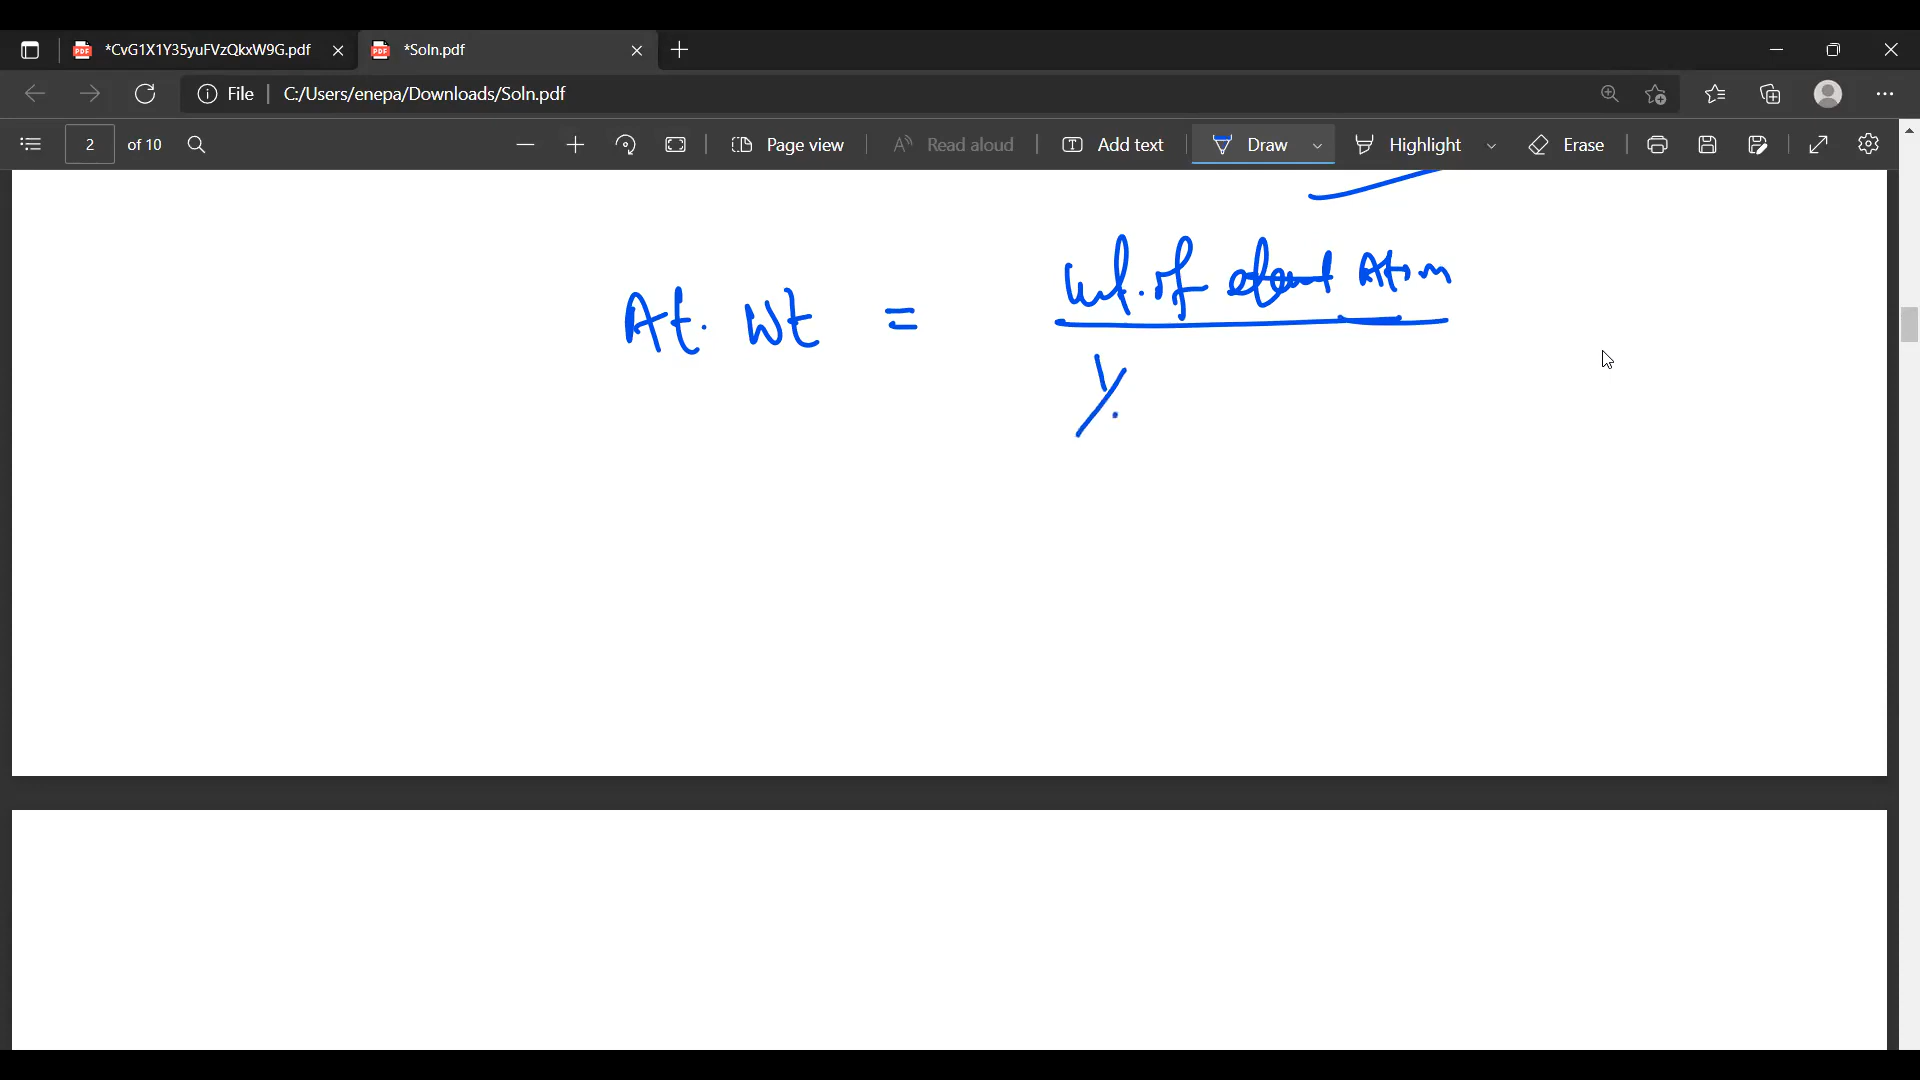 *CvG1X1Y35yuFVzQkxW9G.pdf
*Soln.pdf
File
C:/Users/enepa/Downloads/Soln.pdf
2 of 10
Page view
Read aloud
Add text
Draw
Highlight
Erase
wt. of Atom
At. Wt =